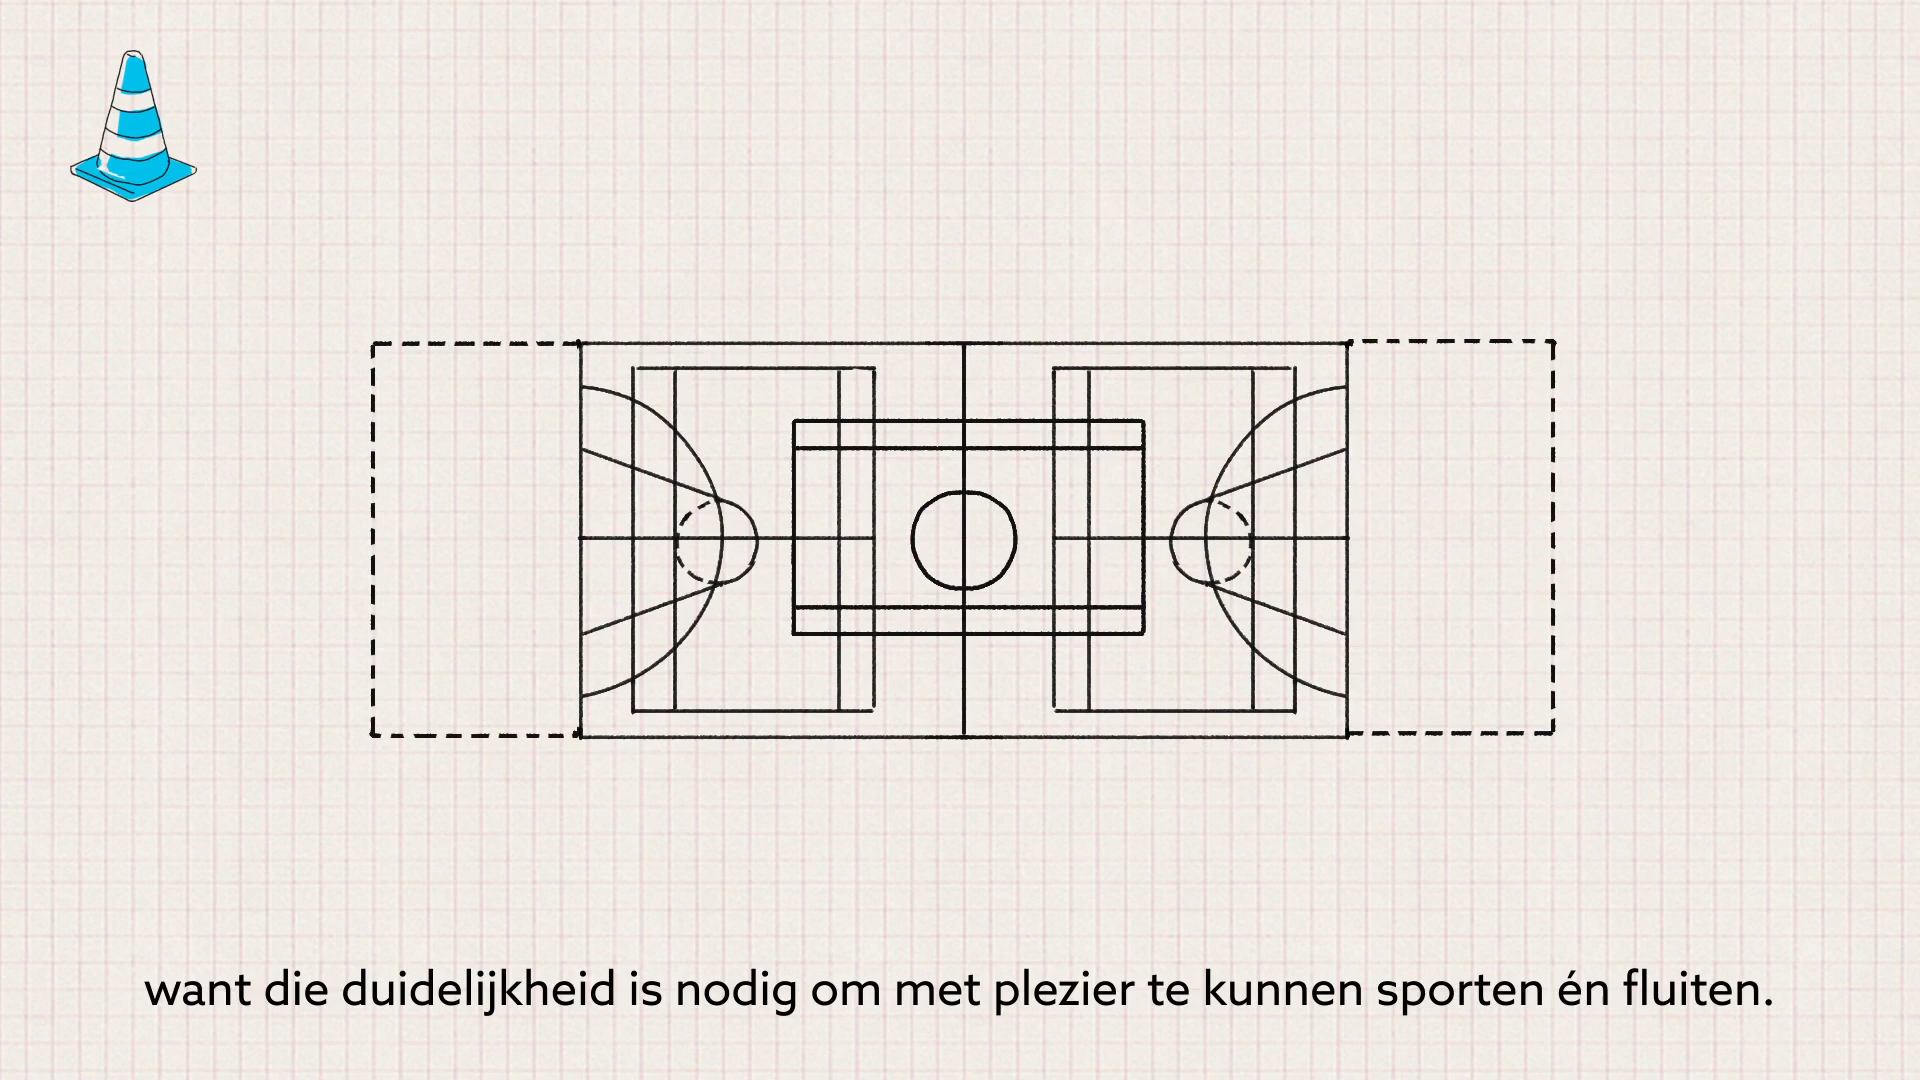 want die duidelijkheid is nodig om met plezier te kunnen sporten én fluiten.